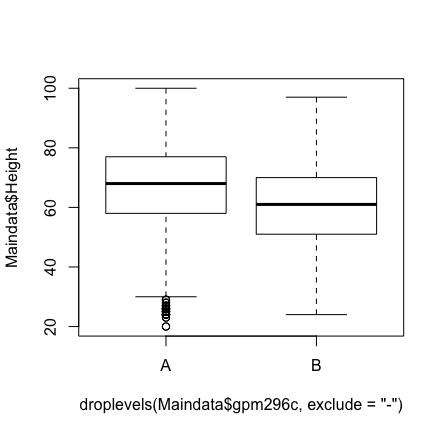 Maindata$Height
100
80
60
40
20
A B
droplevels(Maindata$gpm296c, exclude = "-")